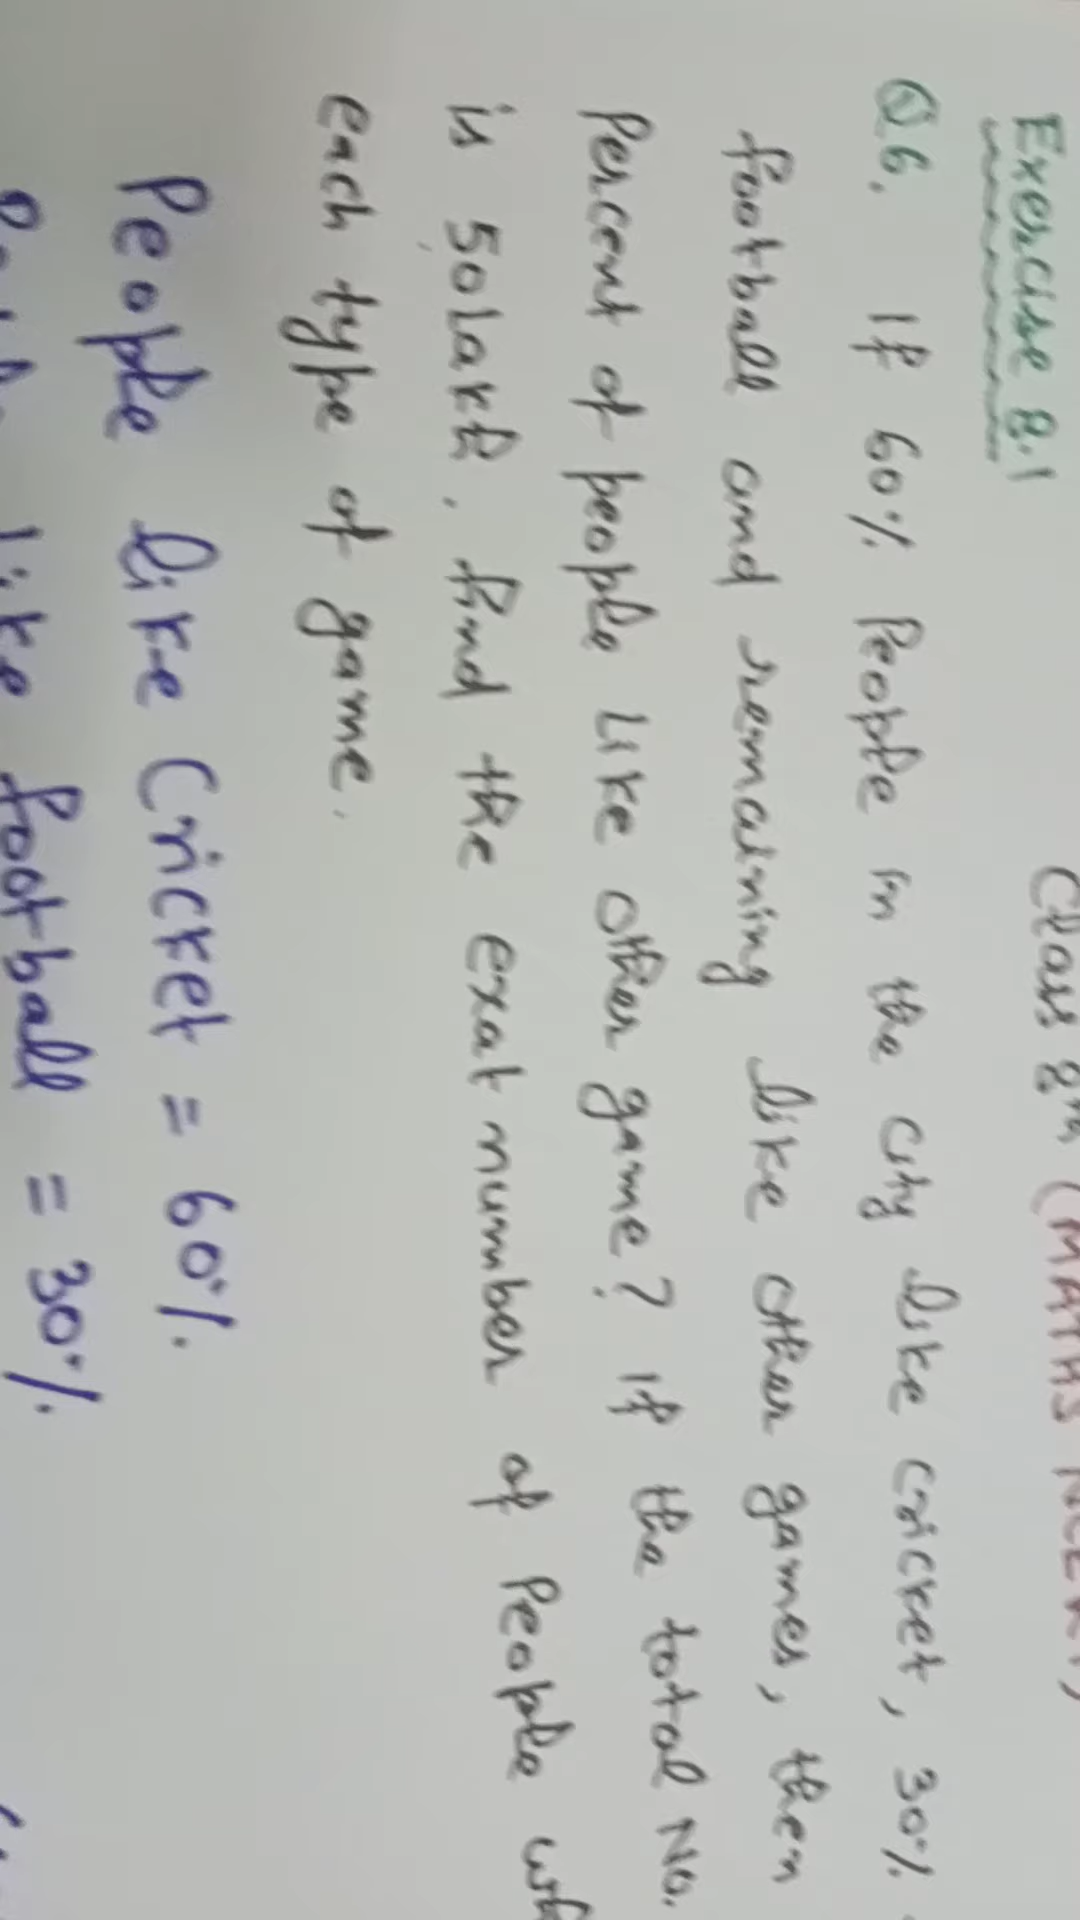 Class 8th (MATHS NCERT)
Exercise 8.1
Q.6. If 60% People in the city like cricket, 30%
football and remaining like other games, then
Percent of people like other game? If the total No.
is 50lakh. find the exat number of People
each type of game.
People like Cricket = 60%.
like football = 30%.